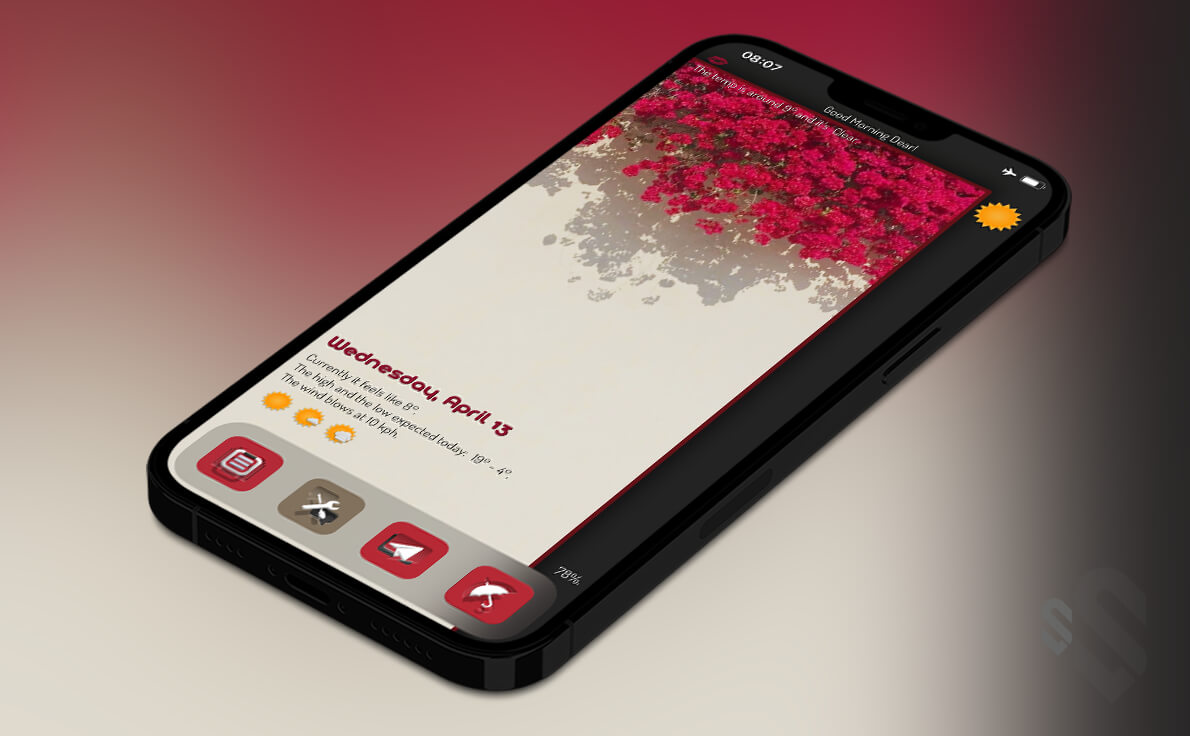 08:07
Good Morning Dear!
The temp is around 9° and it's Clear
Wednesday, April 13
Currently it feels like 8°.
The high and the low expected today: 19° - 4°.
The wind blows at 10 kph.
78%